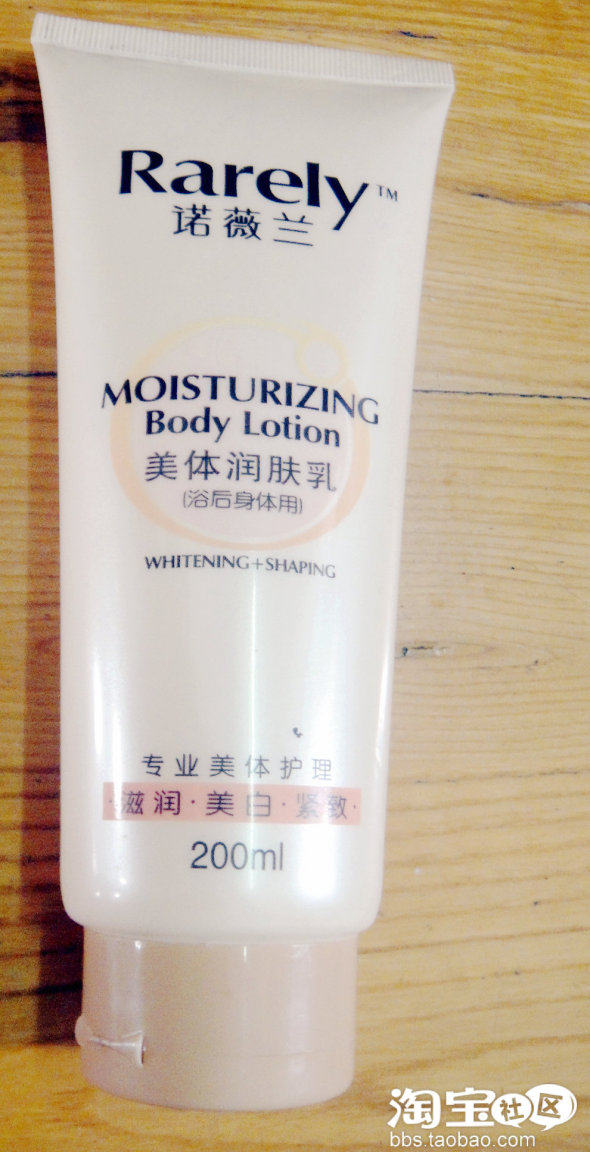 Rarely™
诺薇兰
MOISTURIZING
Body Lotion
美体润肤乳
(浴后身体用)
WHITENING+SHAPING
专业美体护理
·滋润·美白·紧致·
200ml
淘宝社区
bbs.taobao.com